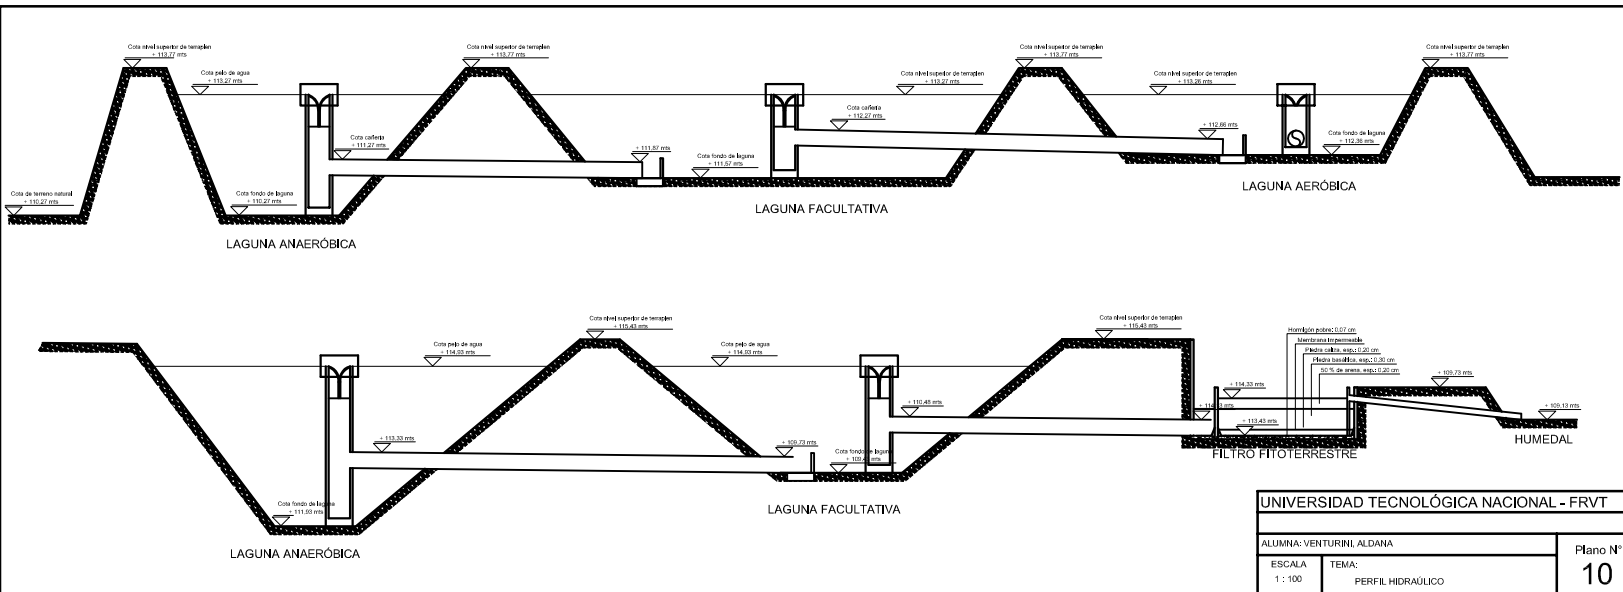 Cota nivel superior de terraplen
+ 113,77 mts
Cota nivel superior de terraplen
+ 113,77 mts
Cota nivel superior de terraplen
+ 113,77 mts
Cota nivel superior de terraplen
+ 113,77 mts
Cota pelo de agua
+ 113,27 mts
Cota nivel superior de terraplen
+ 113,27 mts
Cota nivel superior de terraplen
+ 113,26 mts
Cota cañería
+ 111,27 mts
+ 111,87 mts
Cota fondo de laguna
+ 111,57 mts
Cota cañería
+ 112,27 mts
+ 112,66 mts
Cota fondo de laguna
+ 112,36 mts
Cota de terreno natural
+ 110,27 mts
Cota fondo de laguna
+ 110,27 mts
LAGUNA ANAERÓBICA
LAGUNA FACULTATIVA
LAGUNA AERÓBICA
Cota nivel superior de terraplen
+ 115,43 mts
Cota nivel superior de terraplen
+ 115,43 mts
Cota pelo de agua
+ 114,93 mts
Cota pelo de agua
+ 114,93 mts
Hormigón pobre: 0,07 cm
Membrana impermeable
Piedra caliza, esp.: 0,20 cm
Piedra basáltica, esp.: 0,30 cm
50 % de arena, esp.: 0,20 cm
+ 114,33 mts
+ 113,43 mts
+ 109,73 mts
+ 109,13 mts
+ 110,48 mts
+ 113,33 mts
+ 109,73 mts
Cota fondo de laguna
Cota fondo de laguna
+ 111,93 mts
LAGUNA ANAERÓBICA
LAGUNA FACULTATIVA
FILTRO FITOTERRESTRE
HUMEDAL
UNIVERSIDAD TECNOLÓGICA NACIONAL - FRVT
ALUMNA: VENTURINI, ALDANA
ESCALA
1 : 100
TEMA:
PERFIL HIDRAÚLICO
Plano N°
10